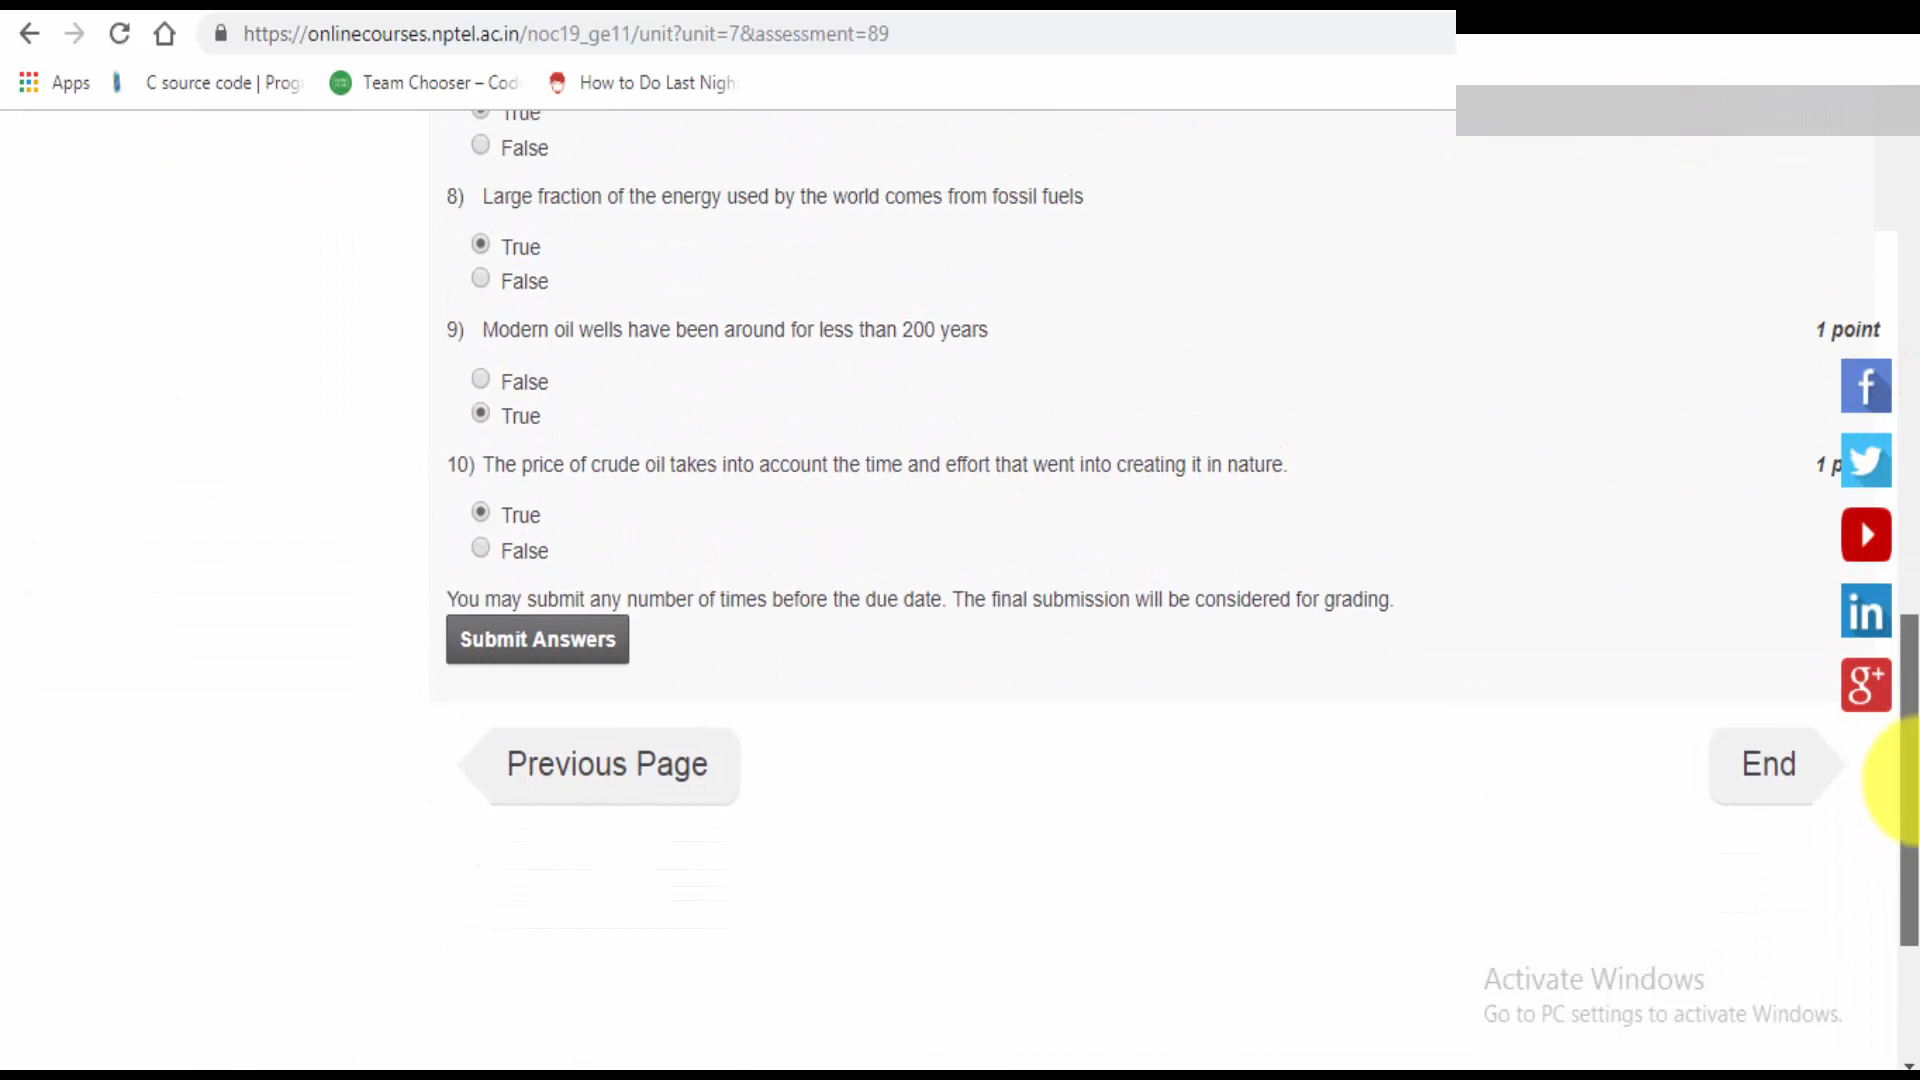 https://onlinecourses.nptel.ac.in/noc19_ge11/unit?unit=7&assessment=89
Apps C source code | Prog Team Chooser – Cod How to Do Last Nigh
True
False
8) Large fraction of the energy used by the world comes from fossil fuels
True
False
9) Modern oil wells have been around for less than 200 years 1 point
False
True
10) The price of crude oil takes into account the time and effort that went into creating it in nature. 1 p
True
False
You may submit any number of times before the due date. The final submission will be considered for grading.
Submit Answers
Previous Page End
f
in
g+
Activate Windows
Go to PC settings to activate Windows.